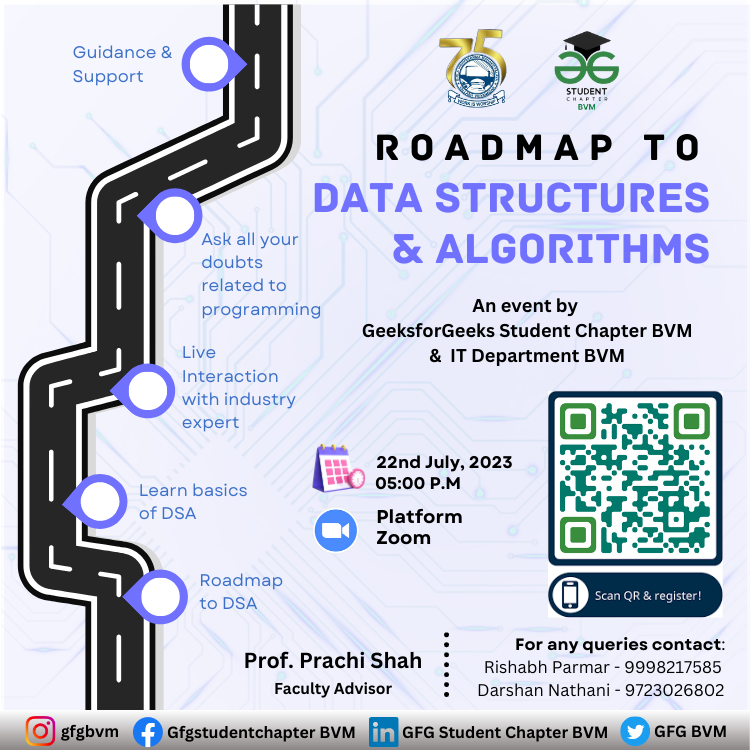 Guidance &
Support
75
WORK IS WORSHIP
STUDENT
CHAPTER
BVM
ROADMAP TO
DATA STRUCTURES
& ALGORITHMS
Ask all your
doubts
related to
programming
An event by
GeeksforGeeks Student Chapter BVM
& IT Department BVM
Live
Interaction
with industry
expert
22nd July, 2023
05:00 P.M
Platform
Zoom
Learn basics
of DSA
Roadmap
to DSA
Scan QR & register!
Prof. Prachi Shah
Faculty Advisor
For any queries contact:
Rishabh Parmar - 9998217585
Darshan Nathani - 9723026802
gfgbvm
Gfgstudentchapter BVM
GFG Student Chapter BVM
GFG BVM